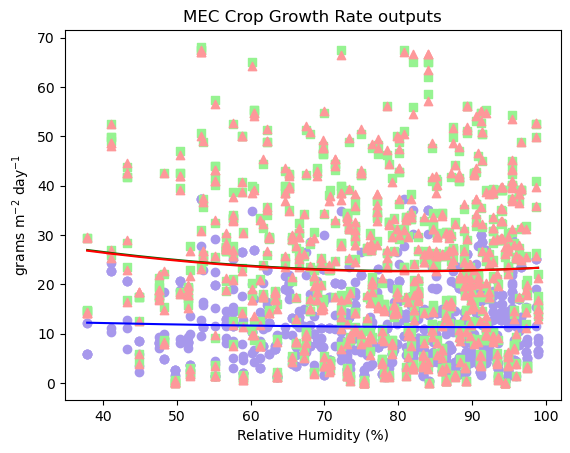 MEC Crop Growth Rate outputs
70
60
50
40
30
20
10
0
grams m⁻² day⁻¹
40 50 60 70 80 90 100
Relative Humidity (%)